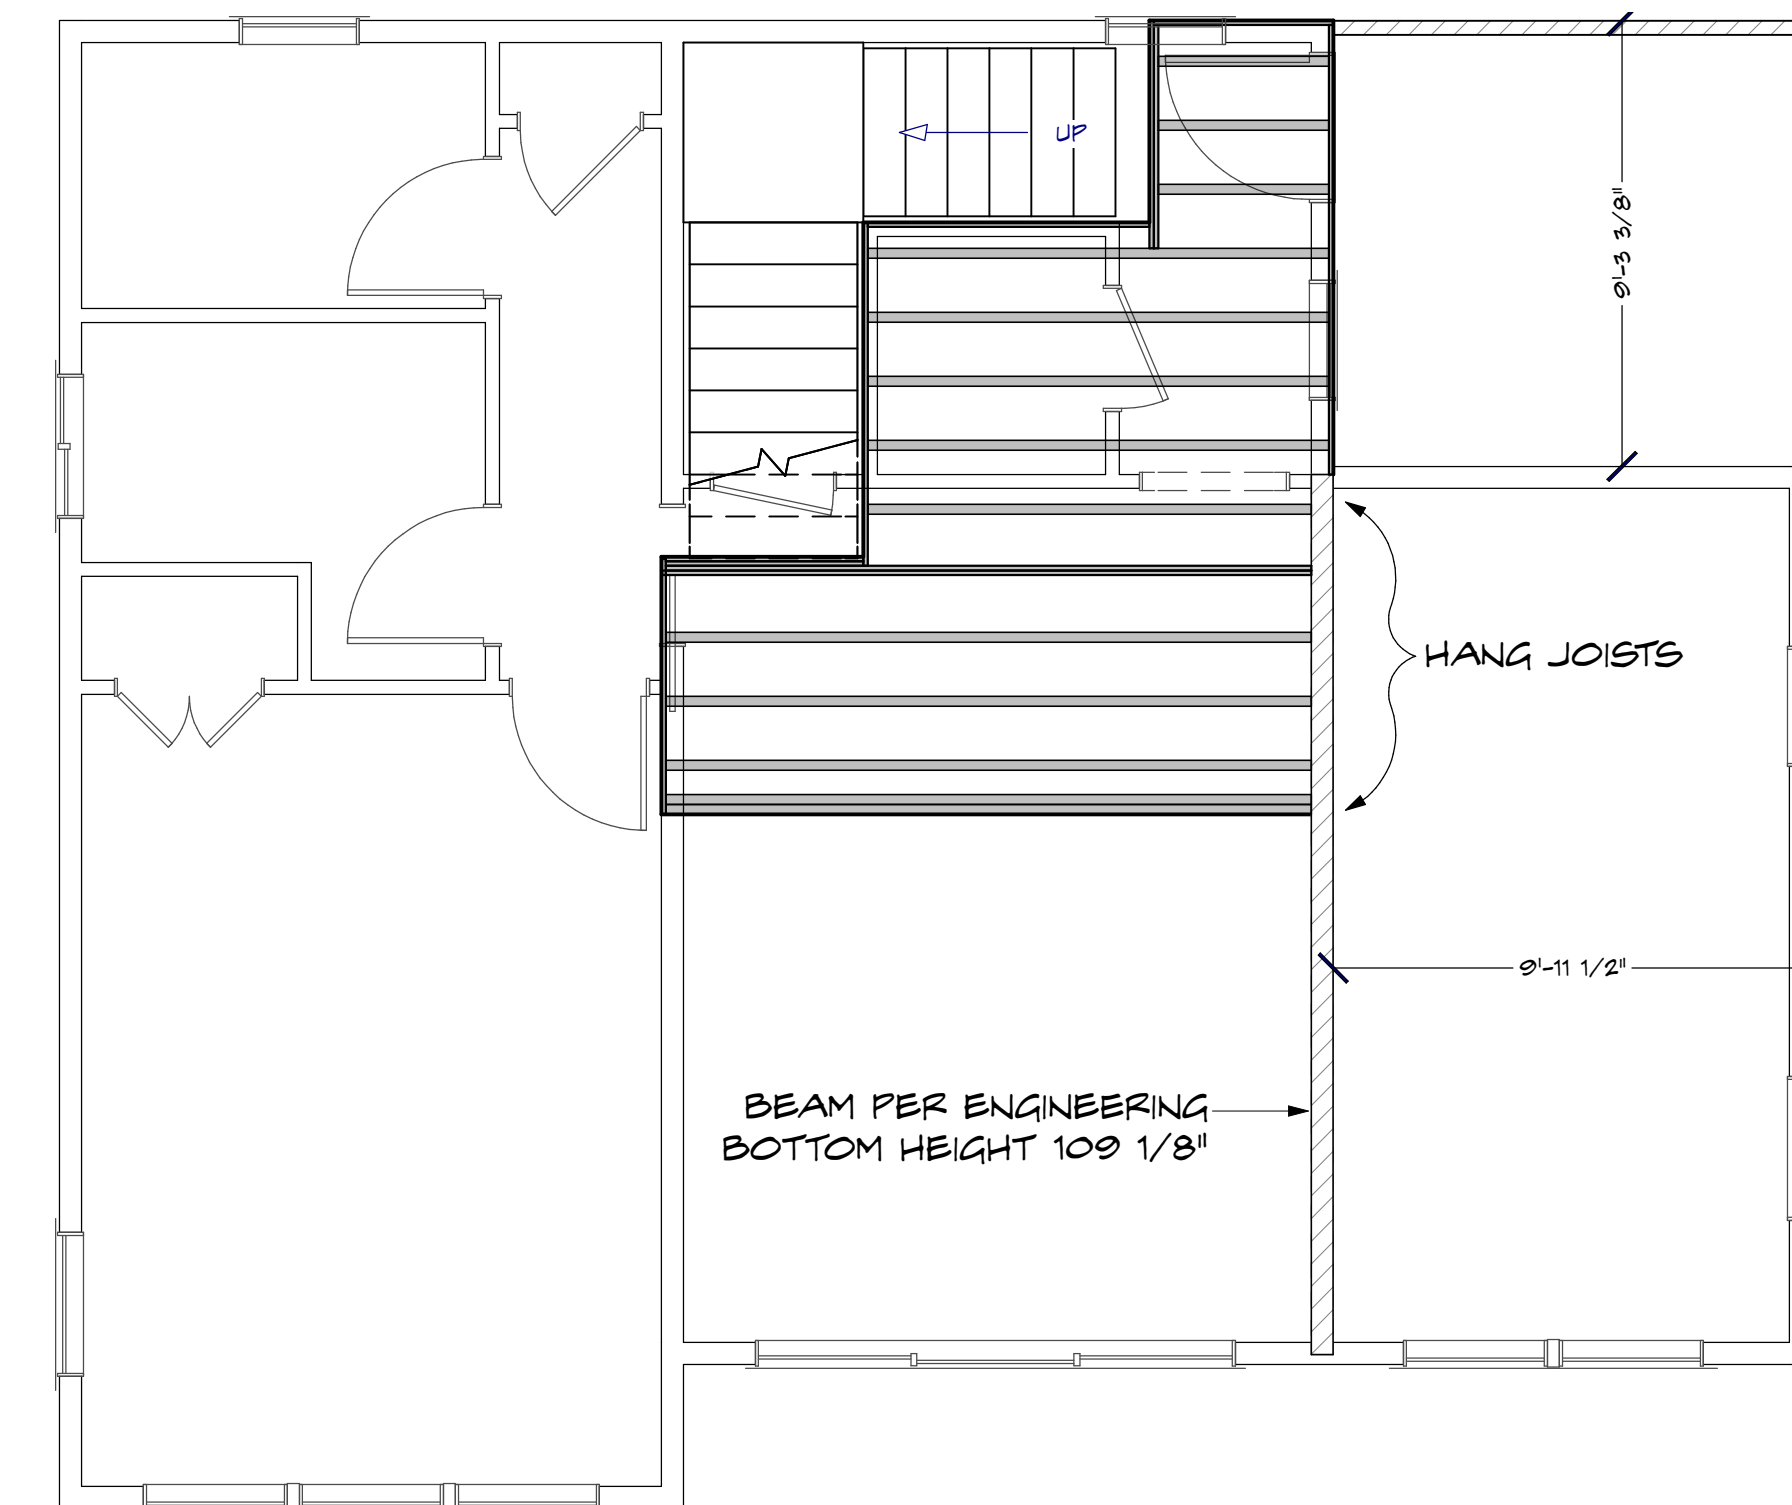 UP
9'-3 3/8"
HANG JOISTS
9'-11 1/2"
BEAM PER ENGINEERING
BOTTOM HEIGHT 109 1/8"